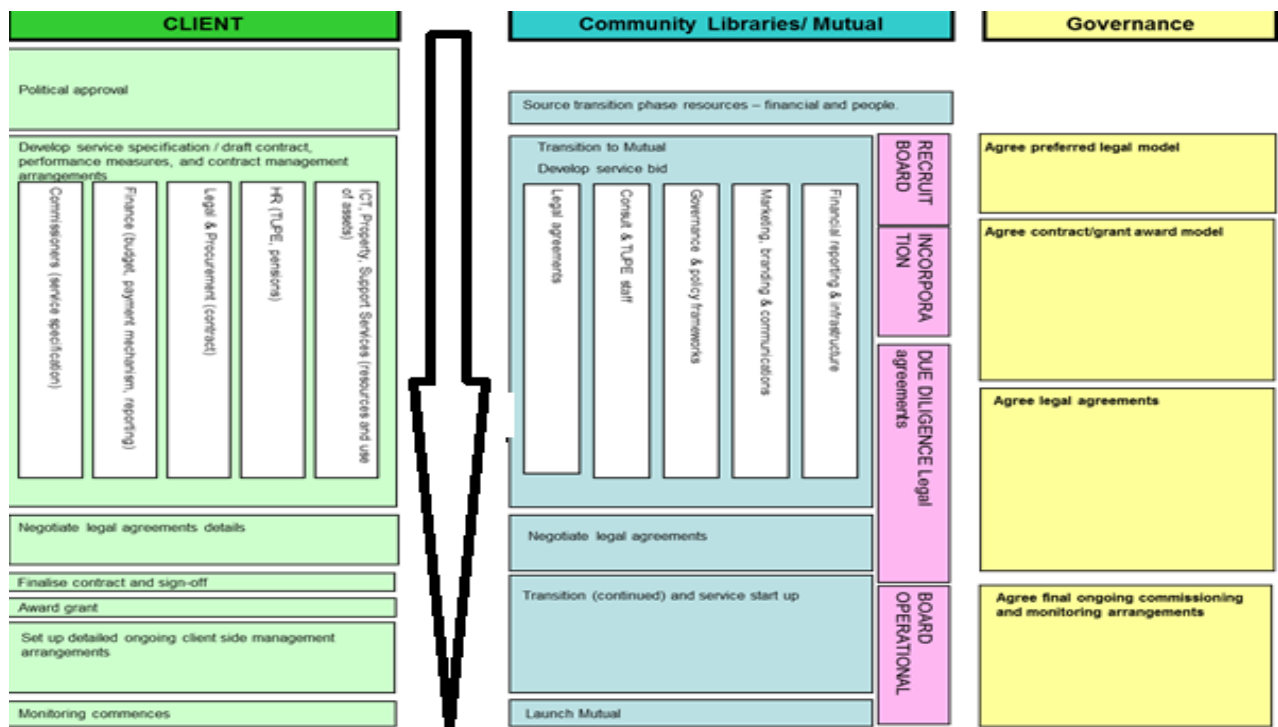 CLIENT
Political approval
Develop service specification / draft contract,
performance measures, and contract management
arrangements
Commissioners (service specification)
Finance (budget, payment mechanism, reporting)
Legal & Procurement (contract)
HR (TUPE, pensions)
ICT, Property, Support Services (resources and use
of assets)
Negotiate legal agreements details
Finalise contract and sign-off
Award grant
Set up detailed ongoing client side management
arrangements
Monitoring commences
Community Libraries/ Mutual
Source transition phase resources – financial and people.
Transition to Mutual
Develop service bid
Legal agreements
Consult & TUPE staff
Governance & policy frameworks
Marketing, branding & communications
Financial reporting & infrastructure
Negotiate legal agreements
Transition (continued) and service start up
Launch Mutual
RECRUIT
BOARD
INCORPORA
TION
DUE DILIGENCE Legal
agreements
BOARD
OPERATIONAL
Governance
Agree preferred legal model
Agree contract/grant award model
Agree legal agreements
Agree final ongoing commissioning
and monitoring arrangements